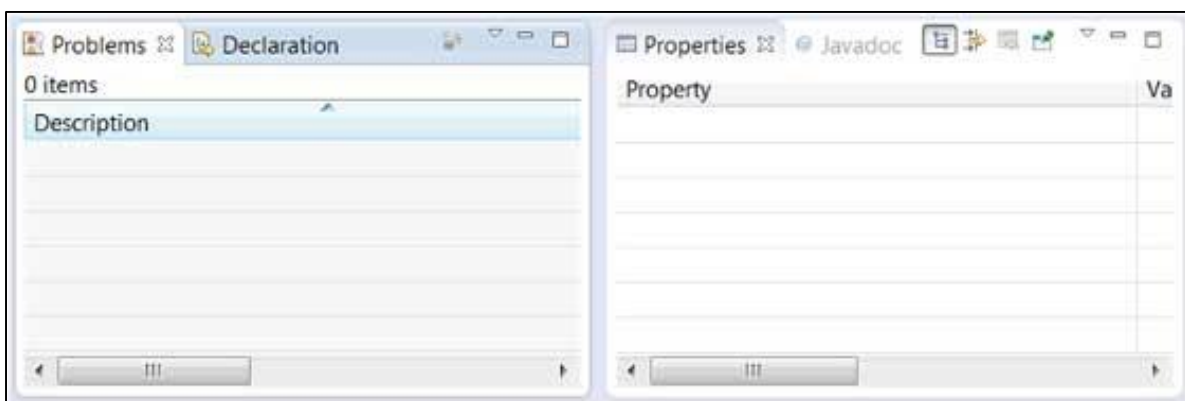 Problems Declaration
0 items
Description
Properties Javadoc
Property Va